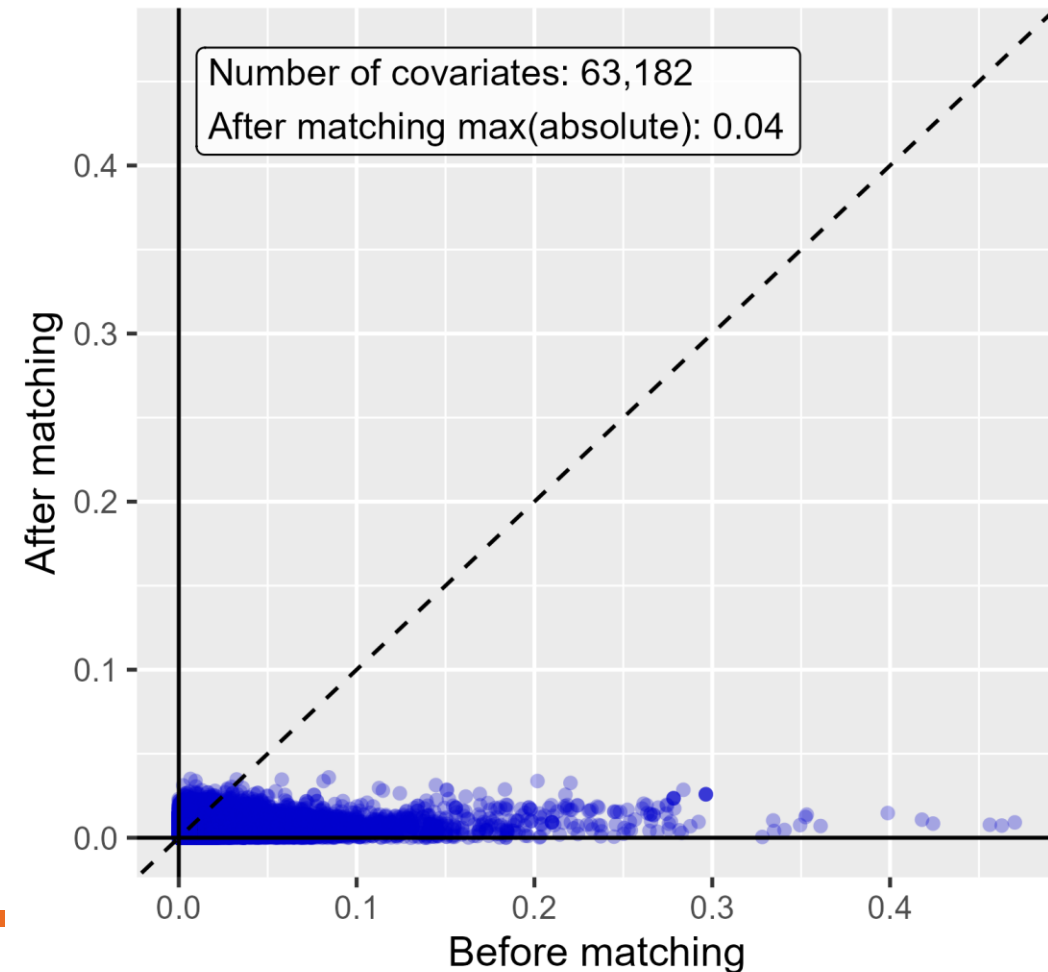 Number of covariates: 63,182
After matching max(absolute): 0.04
After matching
0.4
0.3
0.2
0.1
0.0
0.0 0.1 0.2 0.3 0.4
Before matching